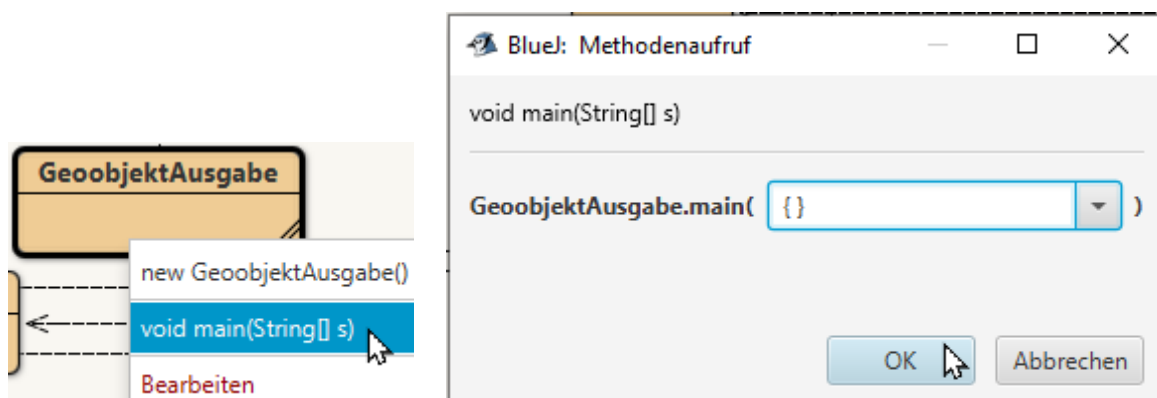 GeoobjektAusgabe
new GeoobjektAusgabe()
void main(String[] s)
Bearbeiten
BlueJ: Methodenaufruf
void main(String[] s)
GeoobjektAusgabe.main( { } )
OK Abbrechen